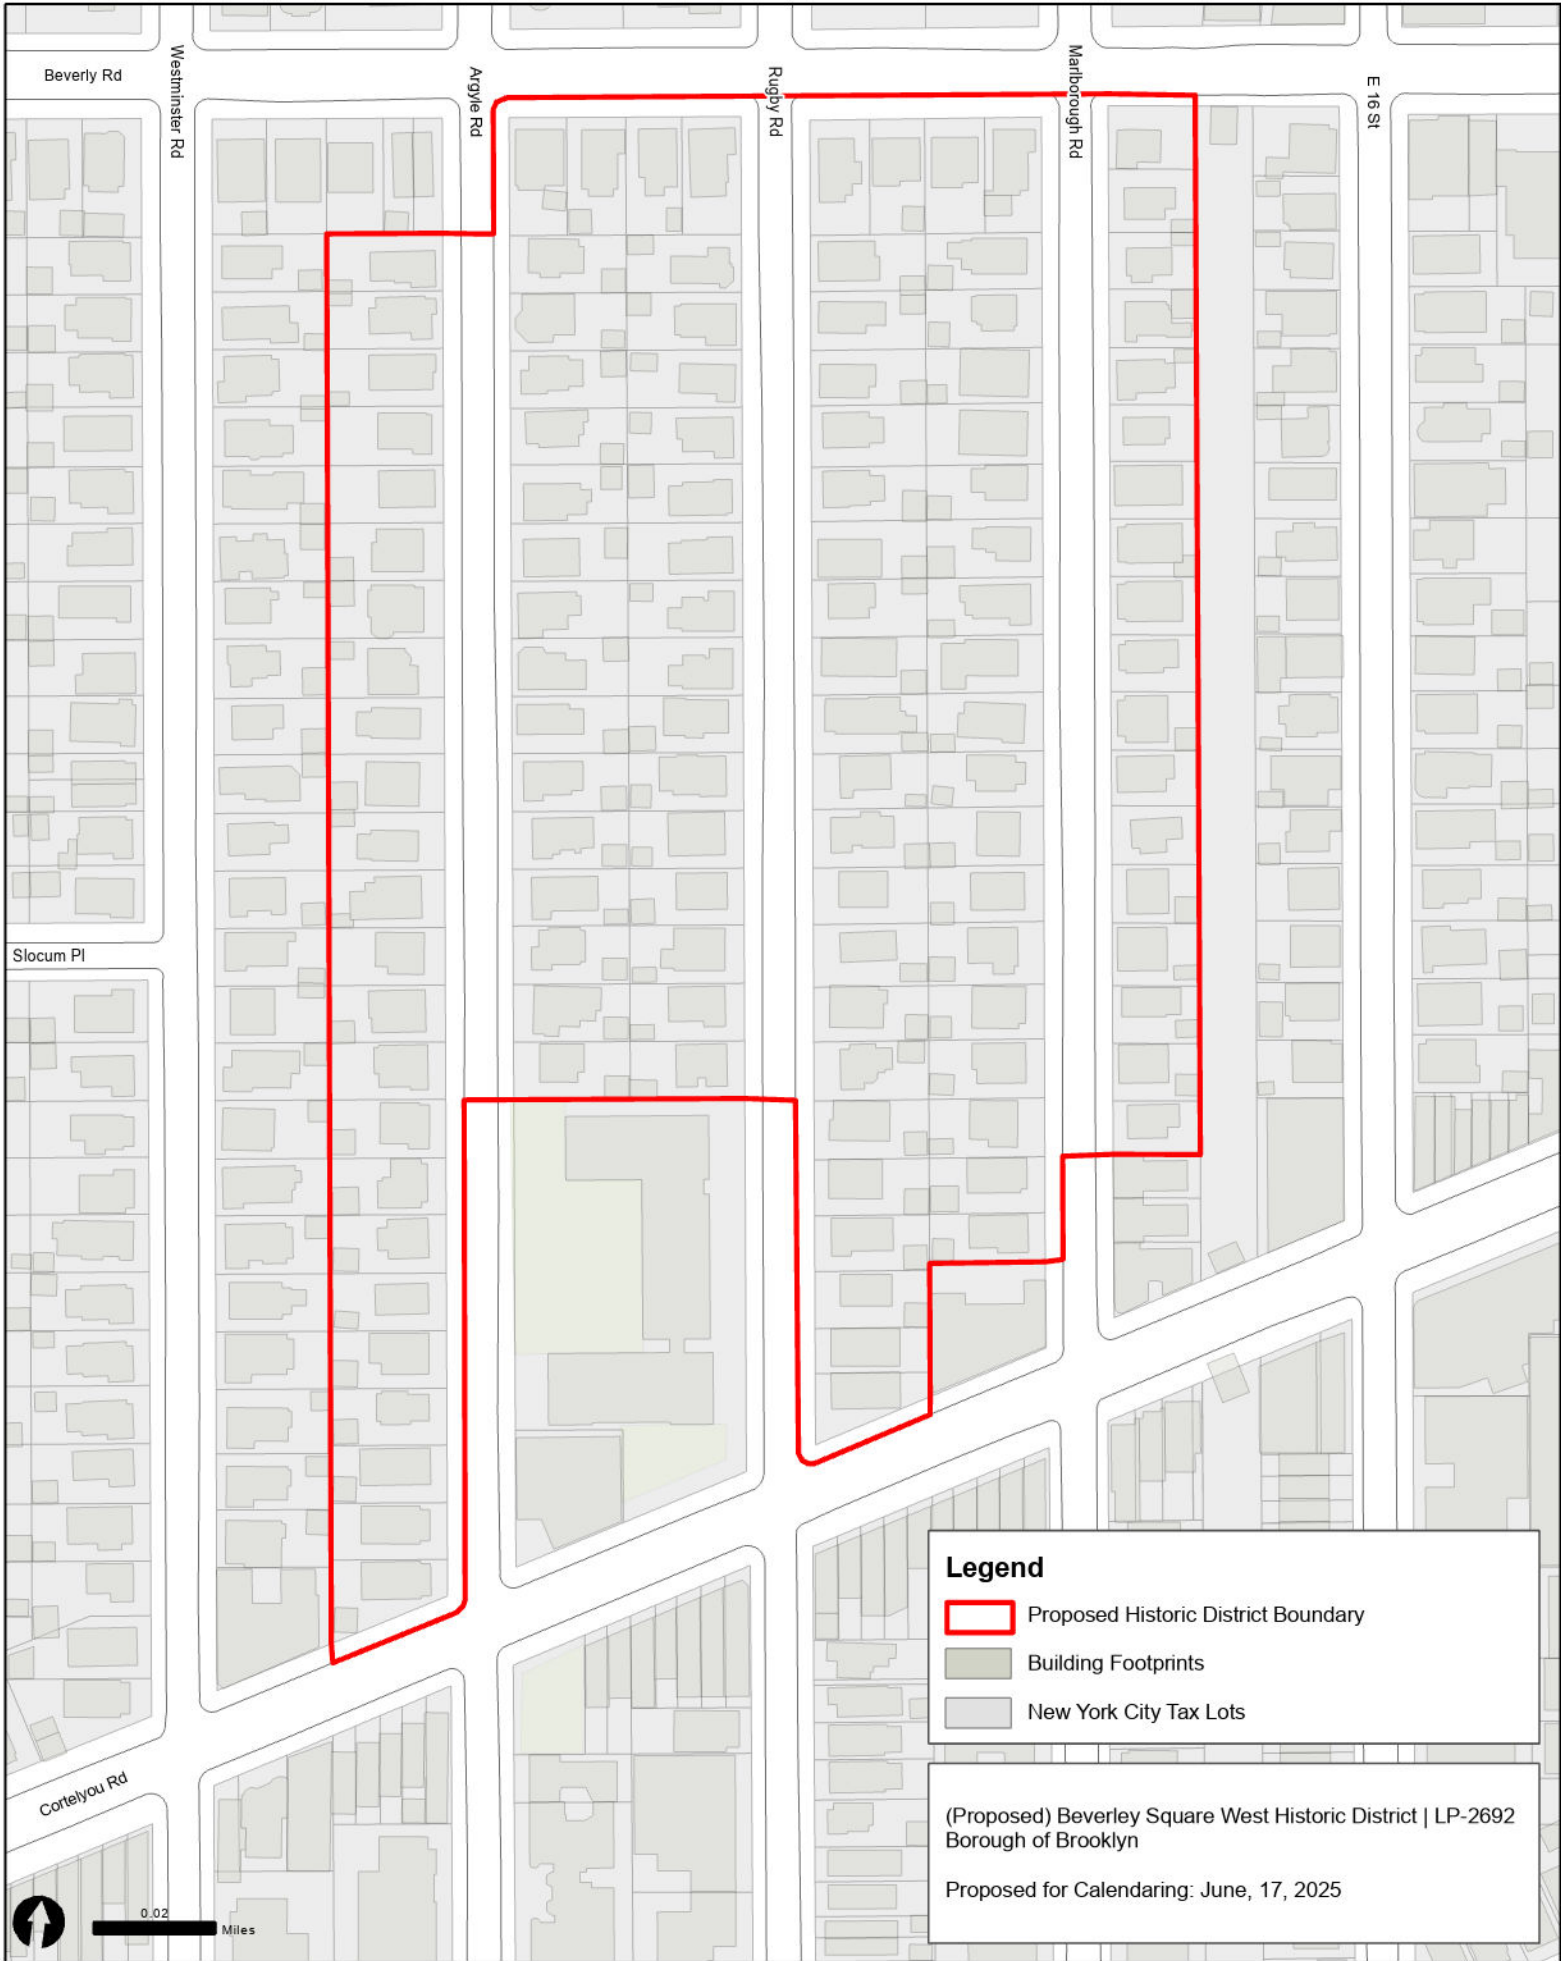 Beverly Rd
Westminster Rd
Argyle Rd
Rugby Rd
Marlborough Rd
E 16 St
Slocum Pl
Cortelyou Rd
Legend
Proposed Historic District Boundary
Building Footprints
New York City Tax Lots
(Proposed) Beverley Square West Historic District | LP-2692
Borough of Brooklyn
Proposed for Calendaring: June, 17, 2025
0.02
Miles